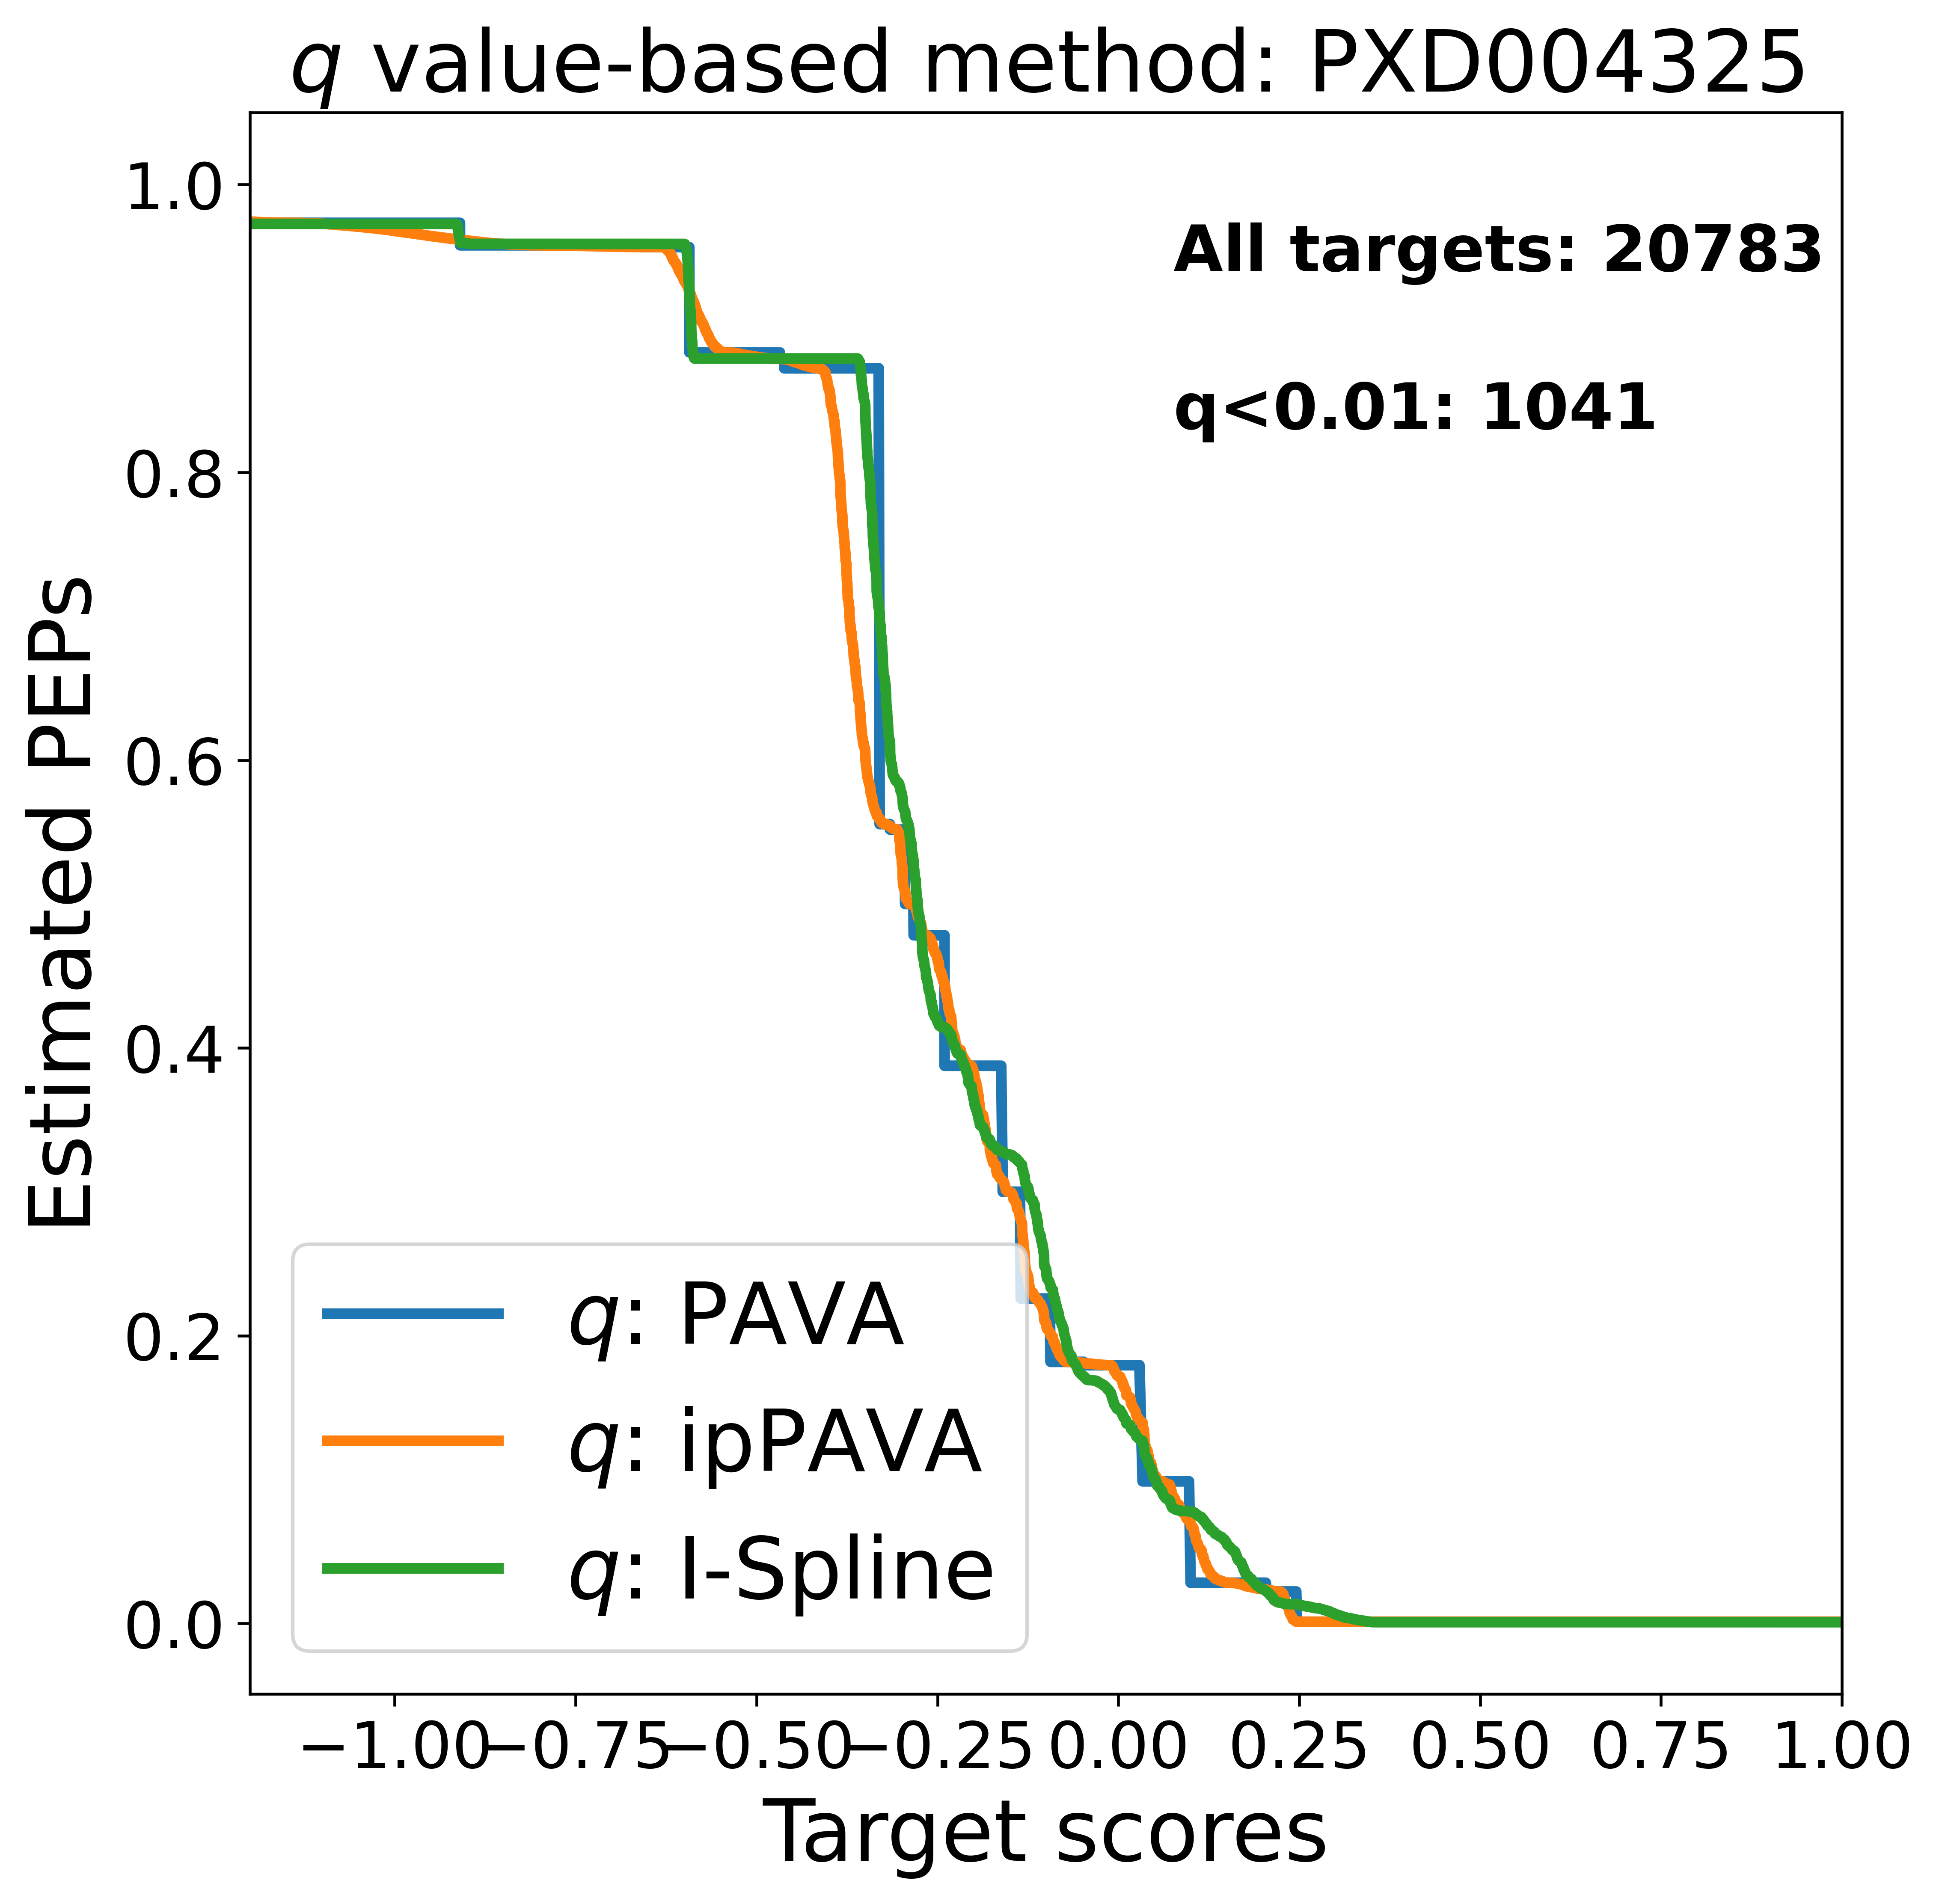 q value-based method: PXD004325
Estimated PEPs
1.0
0.8
0.6
0.4
0.2
0.0
All targets: 20783
q<0.01: 1041
q: PAVA
q: ipPAVA
q: I-Spline
−1.00 −0.75 −0.50 −0.25 0.00 0.25 0.50 0.75 1.00
Target scores